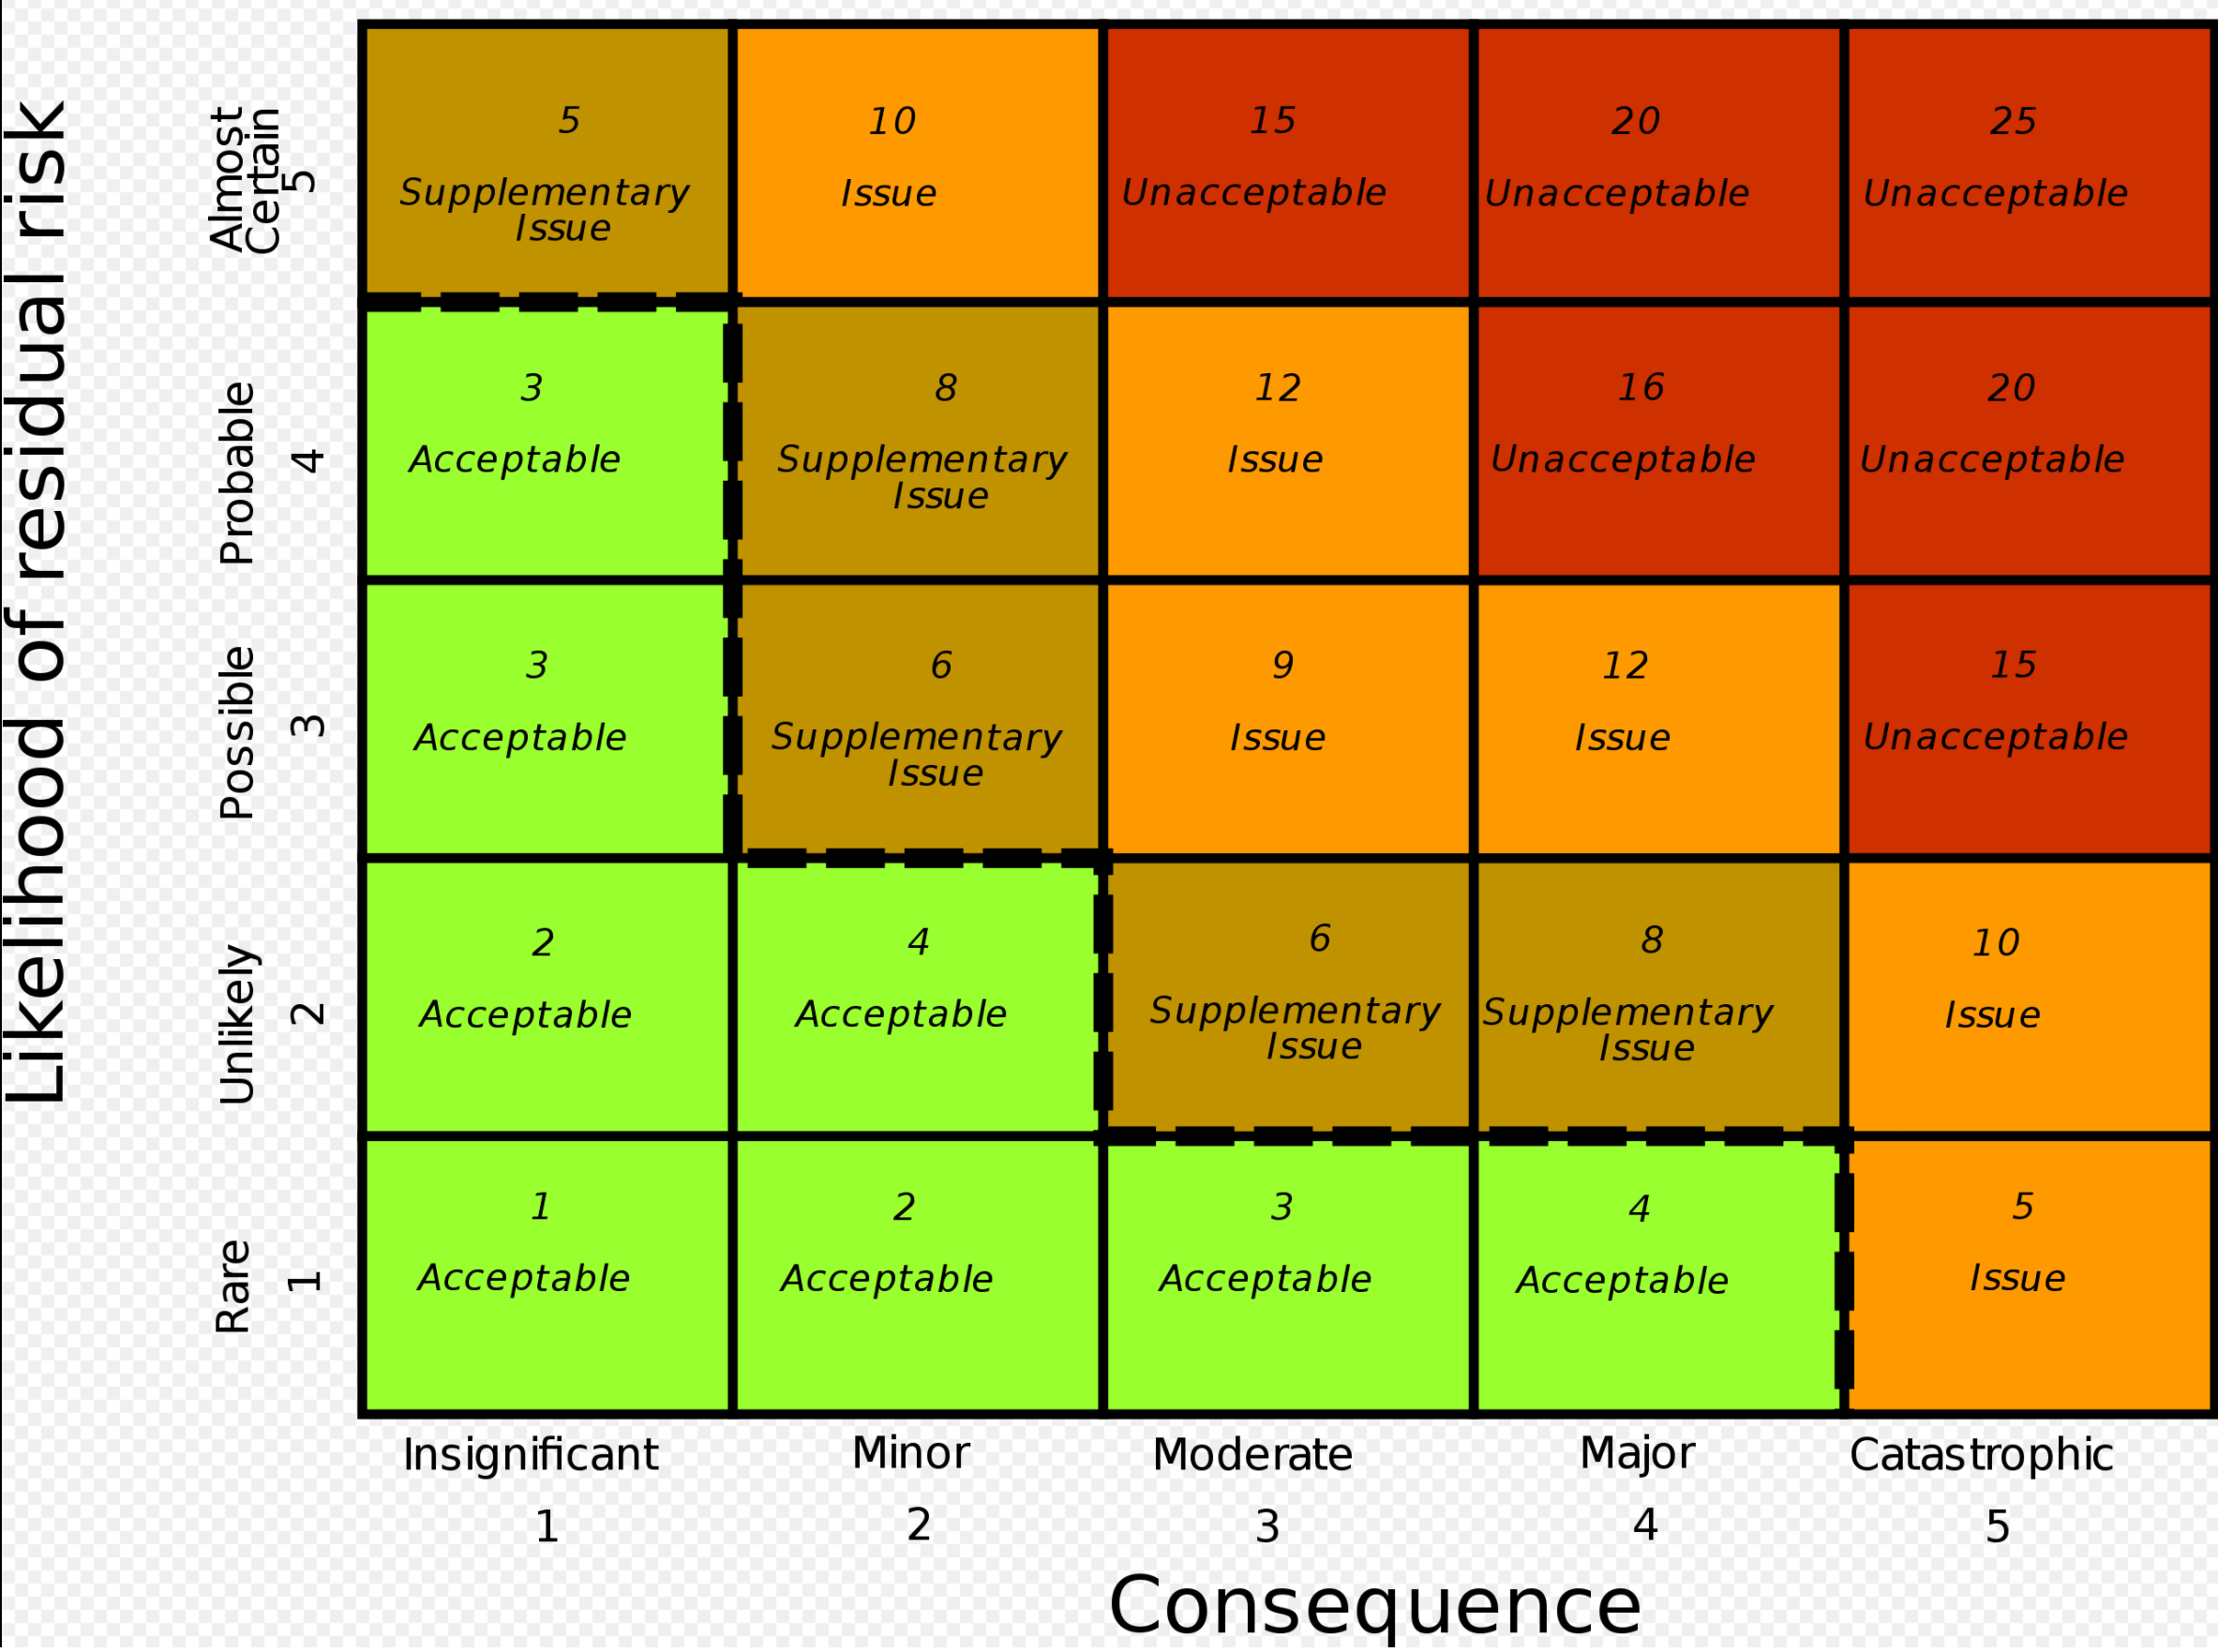 Likelihood of residual risk
Almost
Certain
5
5
Supplementary
Issue
10
Issue
15
Unacceptable
20
Unacceptable
25
Unacceptable
Probable
4
3
Acceptable
8
Supplementary
Issue
12
Issue
16
Unacceptable
20
Unacceptable
Possible
3
3
Acceptable
6
Supplementary
Issue
9
Issue
12
Issue
15
Unacceptable
Unlikely
2
2
Acceptable
4
Acceptable
6
Supplementary
Issue
8
Supplementary
Issue
10
Issue
Rare
1
1
Acceptable
2
Acceptable
3
Acceptable
4
Acceptable
5
Issue
Insignificant
1
Minor
2
Moderate
3
Major
4
Catastrophic
5
Consequence